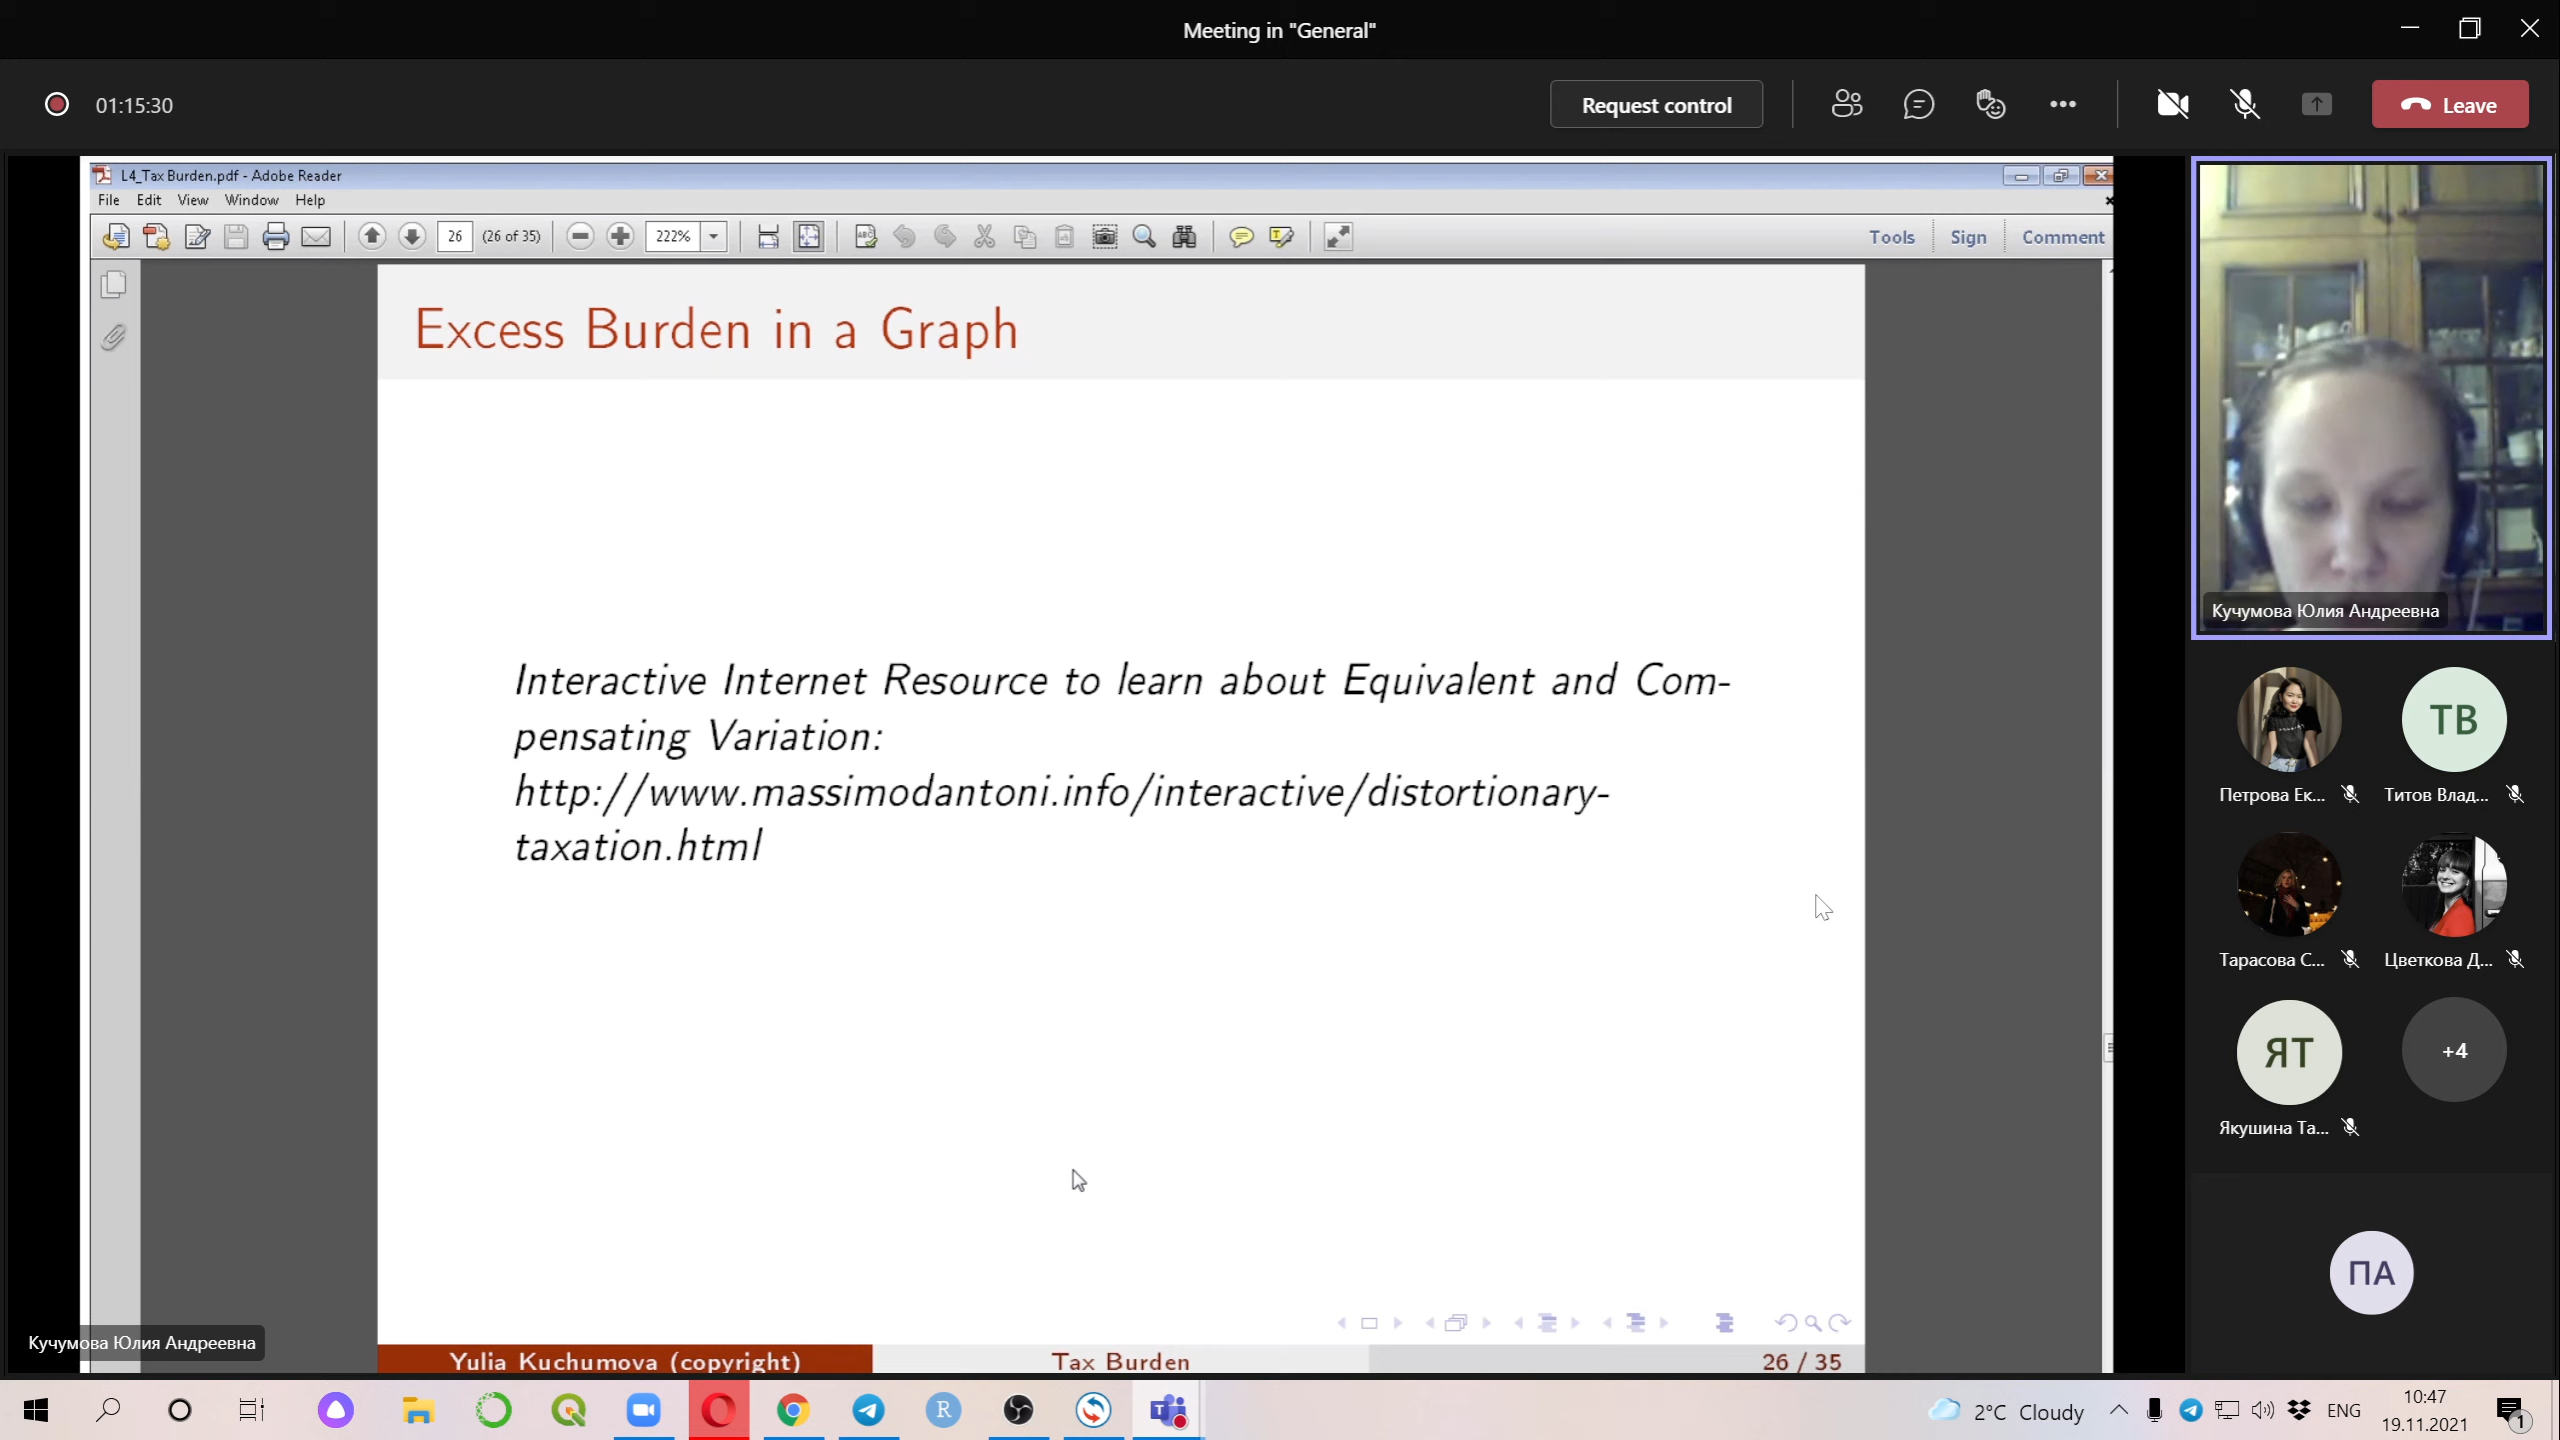 Meeting in "General"
01:15:30
Request control
Leave
L4_Tax Burden.pdf - Adobe Reader
File Edit View Window Help
26 (26 of 35) 222% Tools Sign Comment
Excess Burden in a Graph
Interactive Internet Resource to learn about Equivalent and Com-
pensating Variation:
http://www.massimodantoni.info/interactive/distortionary-
taxation.html
Yulia Kuchumova (copyright) Tax Burden 26 / 35
Кучумова Юлия Андреевна
Кучумова Юлия Андреевна
ТВ
Петрова Ек... Титов Влад...
Тарасова С... Цветкова Д...
ЯТ +4
Якушина Та...
ПА
2°C Cloudy ENG 10:47
19.11.2021
1